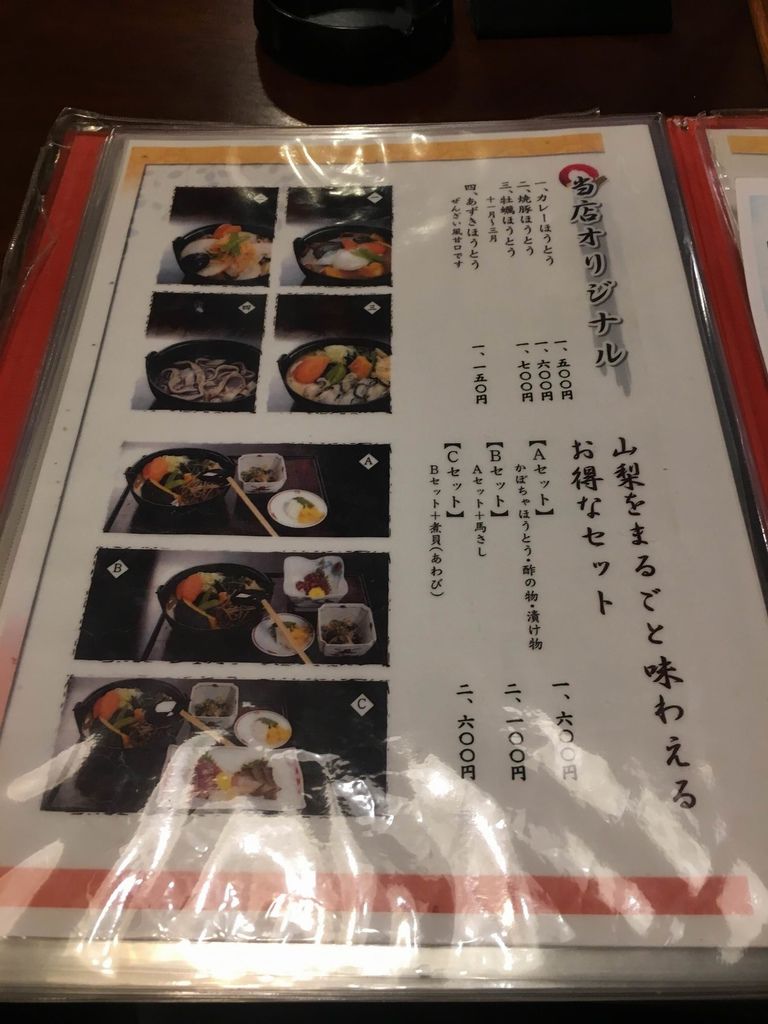 当店オリジナル
一、カレーほうとう 一、五〇〇円
二、焼豚ほうとう 一、六〇〇円
三、牡蠣ほうとう 一、七〇〇円
十一月〜三月
四、あずきほうとう 一、一五〇円
ぜんざい風甘口です
一
二
三
四
山梨をまるごと味わえる
お得なセット
【Aセット】 一、六〇〇円
かぼちゃほうとう・酢の物・漬け物
【Bセット】 二、一〇〇円
Aセット＋馬さし
【Cセット】 二、六〇〇円
Bセット＋煮貝(あわび)
A
B
C